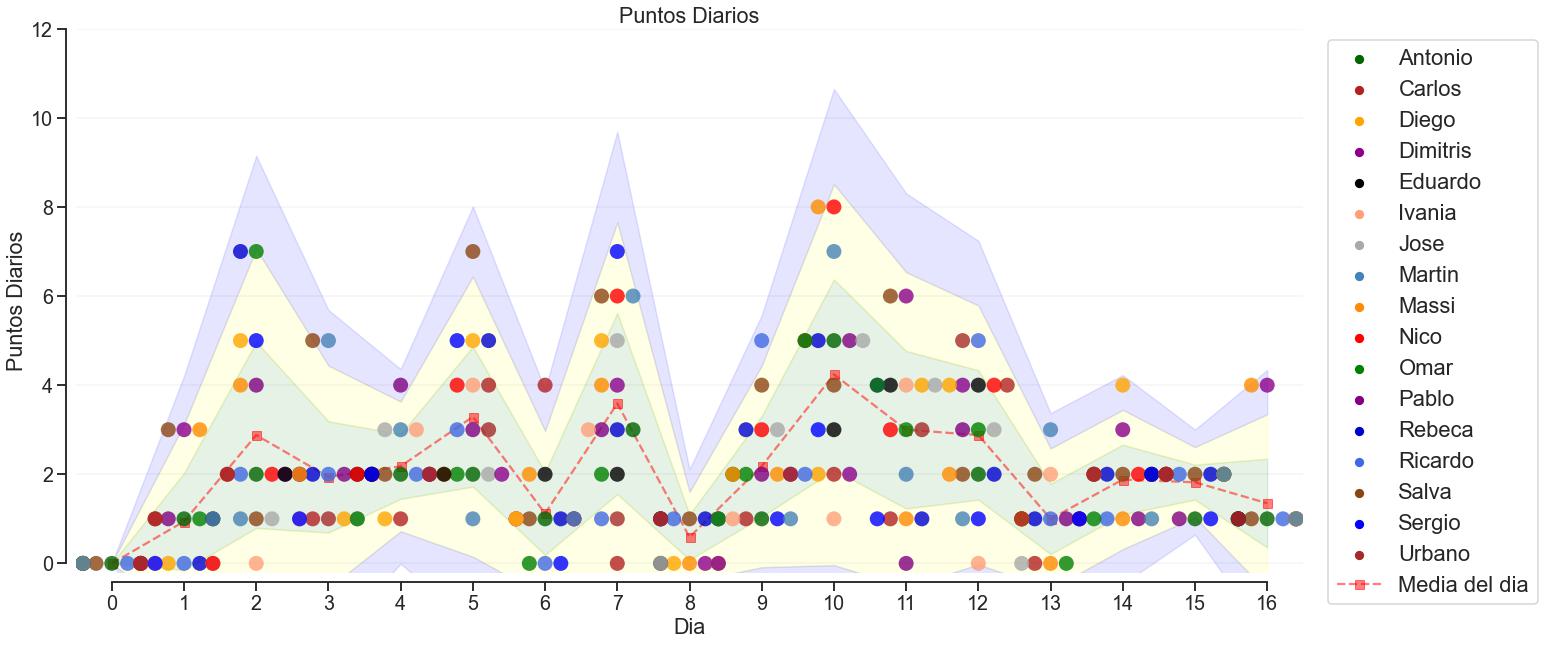 Puntos Diarios
Puntos Diarios
12
10
8
6
4
2
0
0 1 2 3 4 5 6 7 8 9 10 11 12 13 14 15 16
Dia
Antonio
Carlos
Diego
Dimitris
Eduardo
Ivania
Jose
Martin
Massi
Nico
Omar
Pablo
Rebeca
Ricardo
Salva
Sergio
Urbano
Media del dia